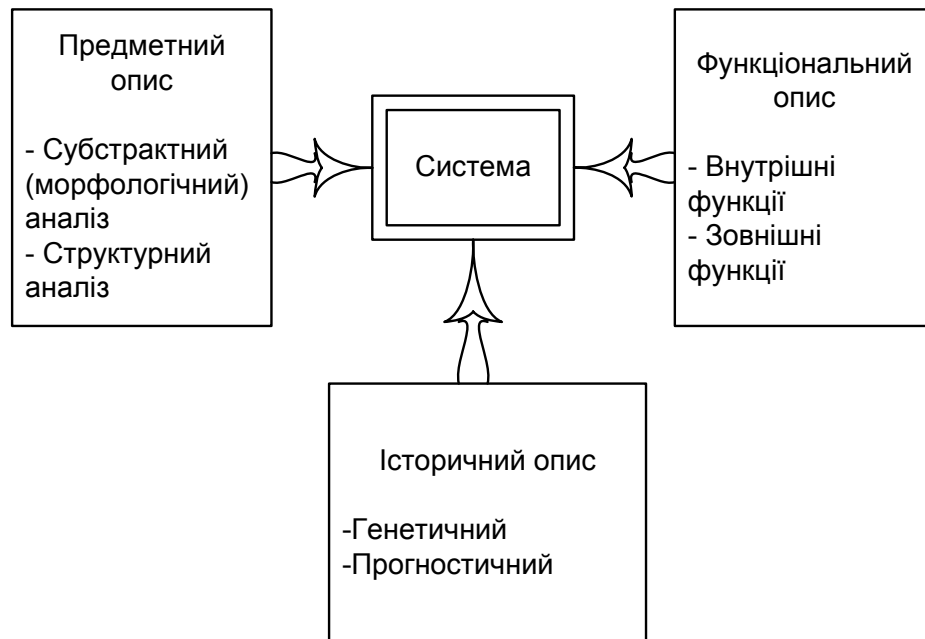 Предметний
опис
- Субстрактний
(морфологічний)
аналіз
- Структурний
аналіз
Система
Функціональний
опис
- Внутрішні
функції
- Зовнішні
функції
Історичний опис
-Генетичний
-Прогностичний